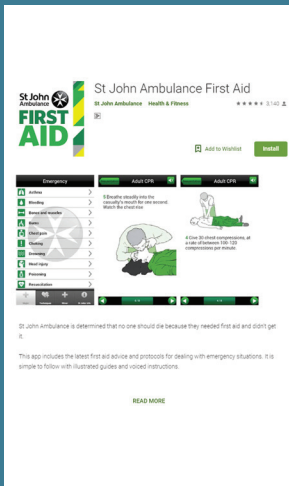 St John Ambulance First Aid
St John
Ambulance
FIRST
AID
St John Ambulance Health & Fitness
3,140
Add to Wishlist
Install
Emergency
Asthma
Bleeding
Bones and muscles
Burns
Chest pain
Choking
Drowning
Head injury
Poisoning
Resuscitation
Adult CPR
5 Breathe steadily into the
casualty's mouth for one second.
Watch the chest rise.
Adult CPR
4 Give 30 chest compressions, at
a rate of between 100-120
compressions per minute.
St John Ambulance is determined that no one should die because they needed first aid and didn't get
it.
This app includes the latest first aid advice and protocols for dealing with emergency situations. It is
simple to follow with illustrated guides and voiced instructions.
READ MORE